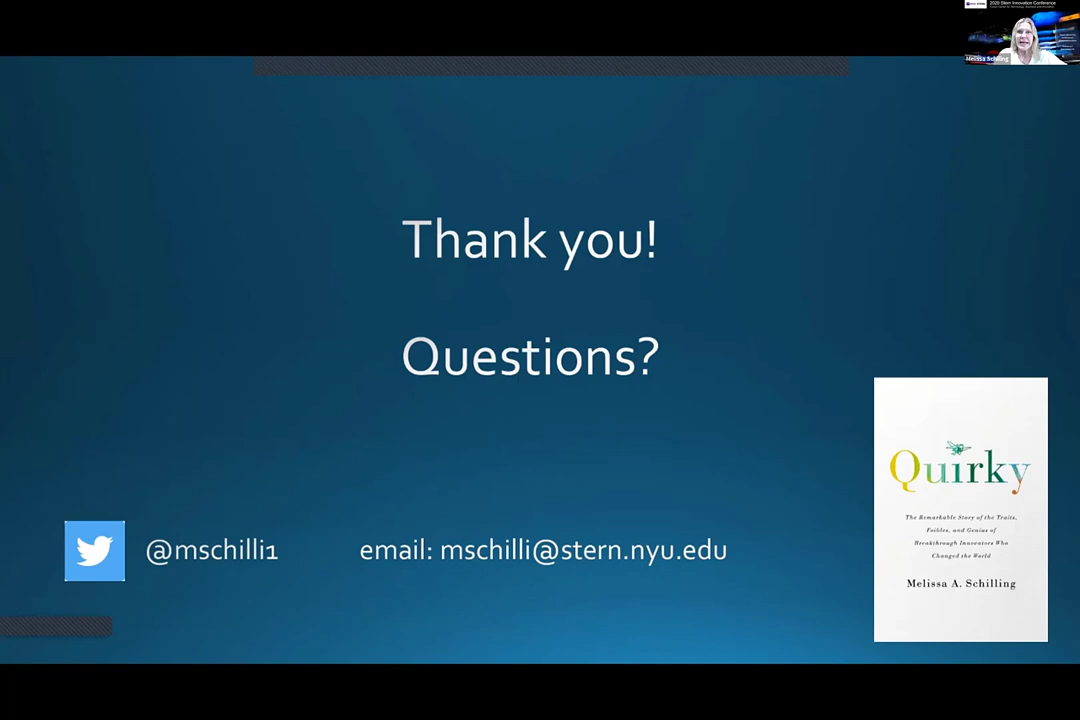 2020 Stern Innovation Conference
Melissa Schilling
Thank you!
Questions?
@mschilli1
email: mschilli@stern.nyu.edu
Quirky
The Remarkable Story of the Traits,
Foibles, and Genius of
Breakthrough Innovators Who
Changed the World
Melissa A. Schilling